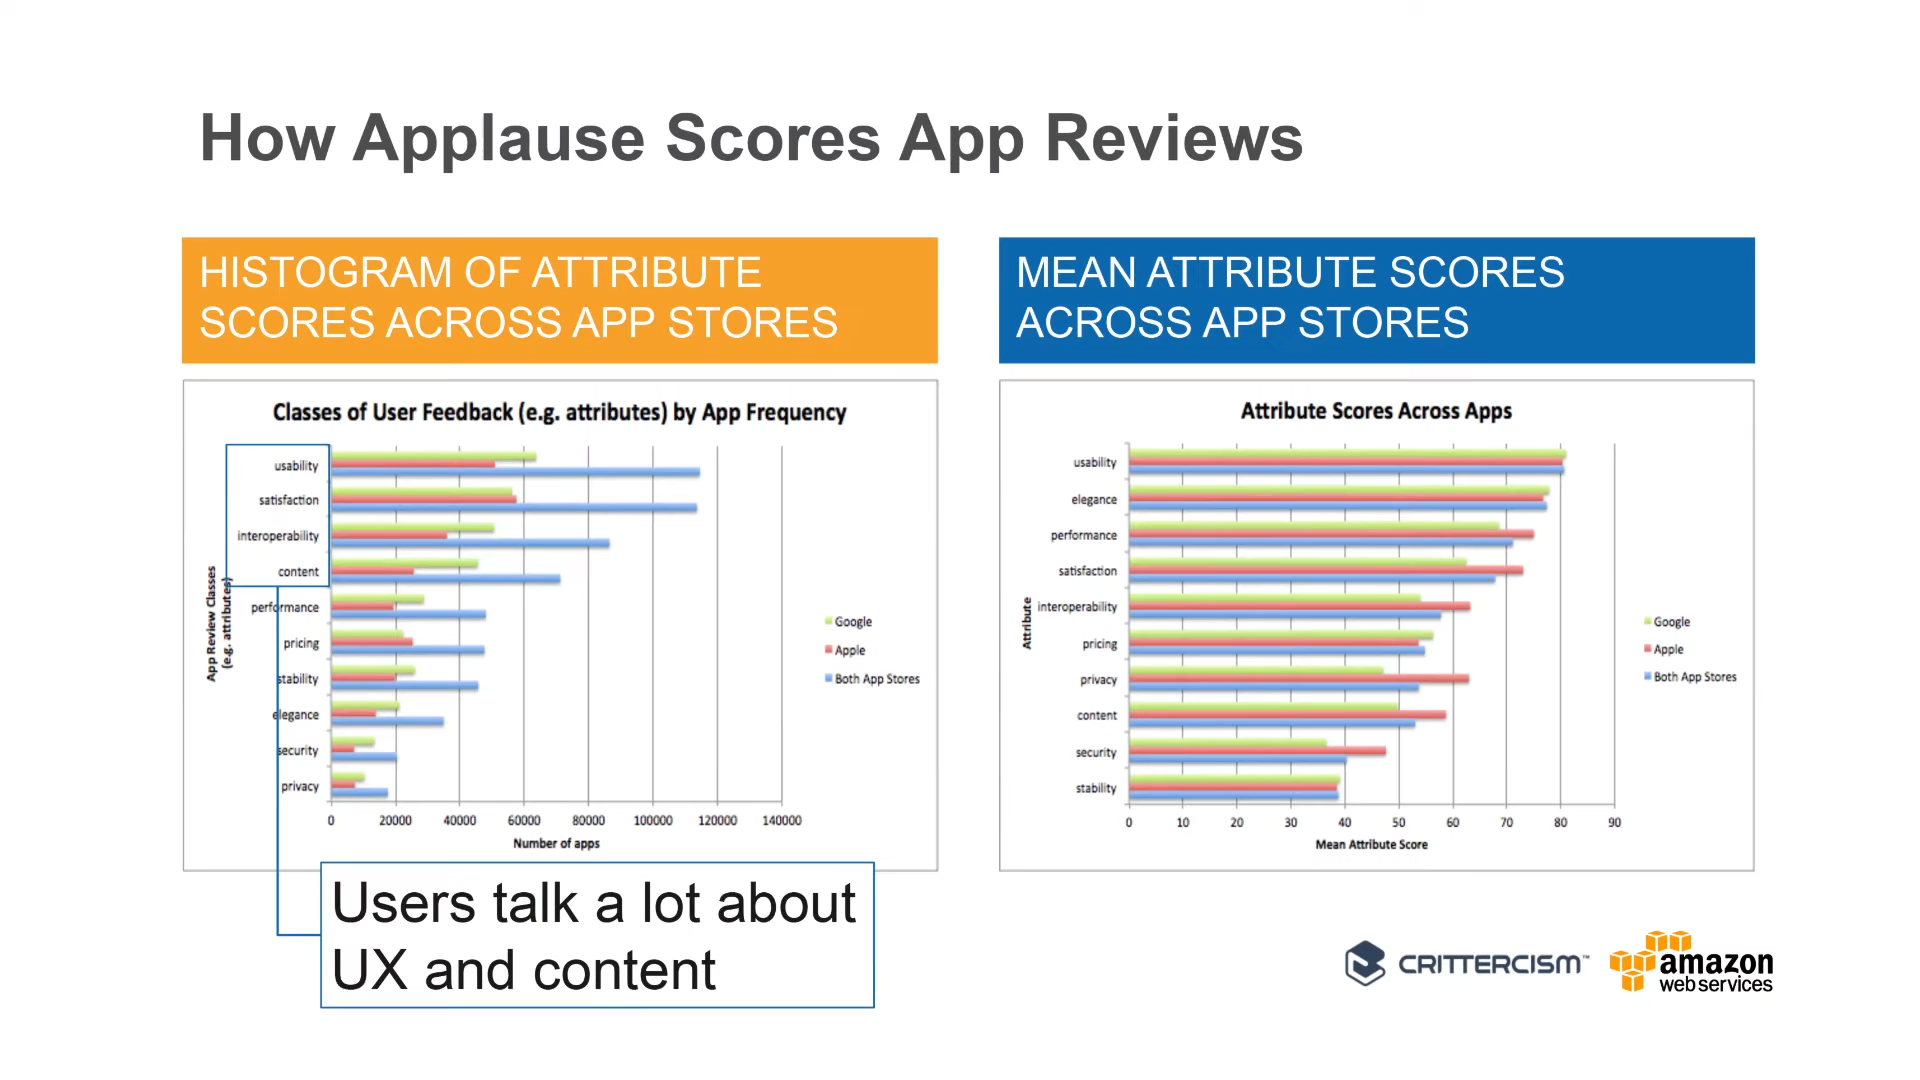 How Applause Scores App Reviews
HISTOGRAM OF ATTRIBUTE
SCORES ACROSS APP STORES
Classes of User Feedback (e.g. attributes) by App Frequency
App Review Classes
(e.g. attributes)
usability
satisfaction
interoperability
content
performance
pricing
stability
elegance
security
privacy
0 20000 40000 60000 80000 100000 120000 140000
Number of apps
Google
Apple
Both App Stores
Users talk a lot about
UX and content
MEAN ATTRIBUTE SCORES
ACROSS APP STORES
Attribute Scores Across Apps
Attribute
usability
elegance
performance
satisfaction
interoperability
pricing
privacy
content
security
stability
0 10 20 30 40 50 60 70 80 90
Mean Attribute Score
Google
Apple
Both App Stores
CRITTERCISM™
amazon
web services